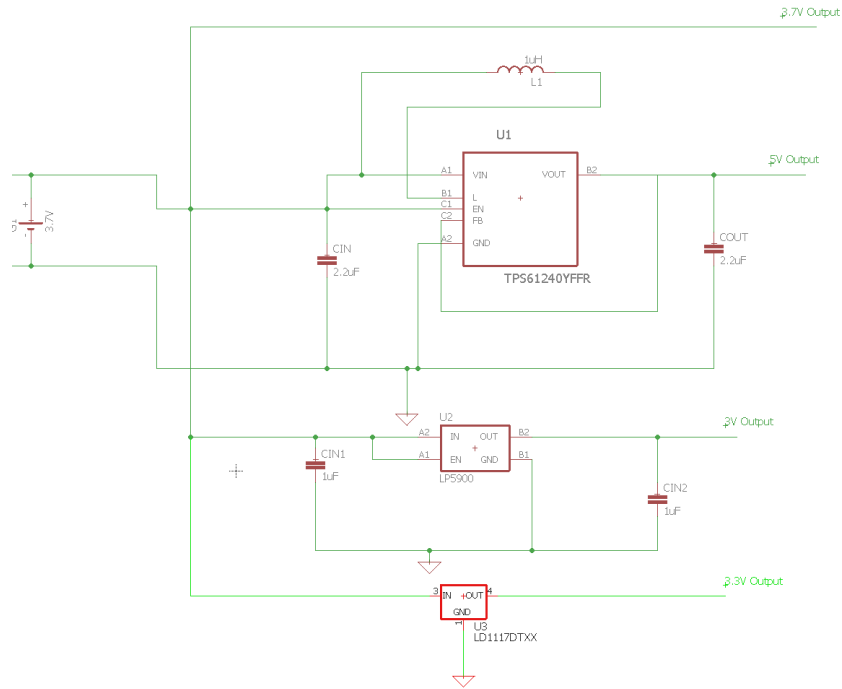 3.7V Output
1uH
L1
U1
5V Output
A1
VIN
VOUT
B2
B1
L
C1
EN
C2
FB
A2
GND
+
-
3.7V
CIN
2.2uF
COUT
2.2uF
TPS61240YFFR
U2
3V Output
A2
IN
OUT
B2
A1
EN
GND
B1
LP5900
CIN1
1uF
CIN2
1uF
3.3V Output
3
IN
OUT
4
GND
1
U3
LD1117DTXX